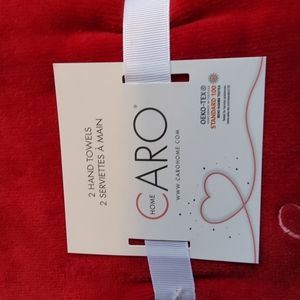 2 HAND TOWELS
2 SERVIETTES À MAIN
CARO®
HOME
WWW.CAROHOME.COM
OEKO-TEX®
STANDARD 100